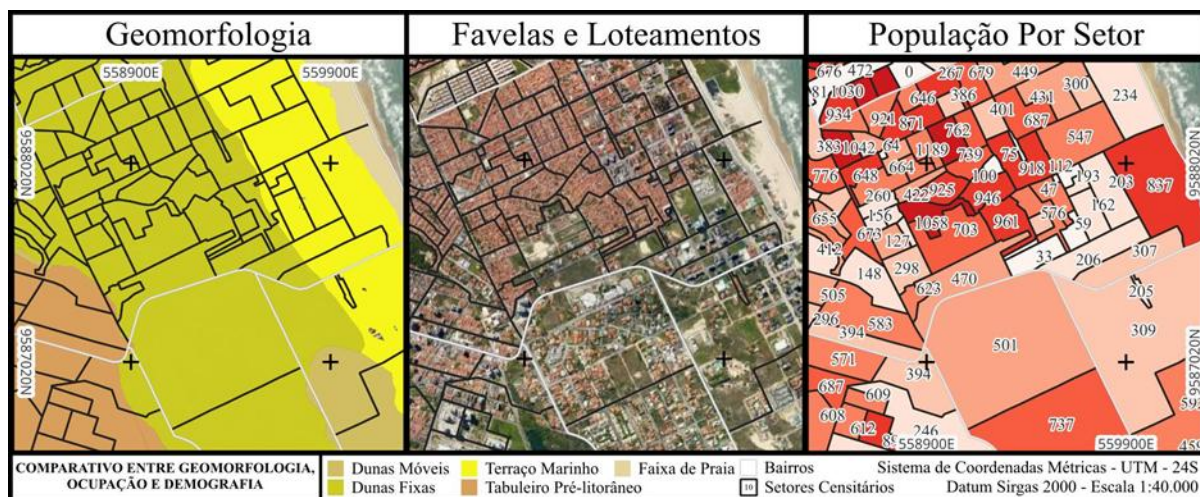 Geomorfologia
Favelas e Loteamentos
População Por Setor
558900E
559900E
9588020N
9587020N
676 472 0 267 679 449
81 1030 646 386 431 300 234
934 921 871 401 687
762 547
383 1042 64 1189 739 75 918 112
664 100 193 203 837
776 648 47
260 422 925 946 162
156 576
655 1058 703 961 59
673 127
412 33 307
148 298 470 206
623 205
505
296 583 309
394 501
571 394
687 609
608 612 737
246
558900E
559900E
9588020N
9587020N
COMPARATIVO ENTRE GEOMORFOLOGIA,
OCUPAÇÃO E DEMOGRAFIA
Dunas Móveis
Terraço Marinho
Faixa de Praia
Bairros
Dunas Fixas
Tabuleiro Pré-litorâneo
10 Setores Censitários
Sistema de Coordenadas Métricas - UTM - 24S
Datum Sirgas 2000 - Escala 1:40.000